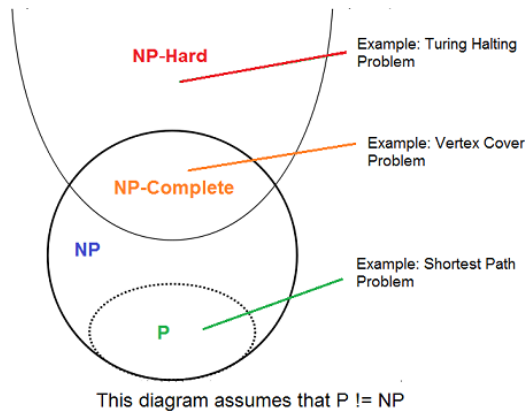 NP-Hard
Example: Turing Halting
Problem
Example: Vertex Cover
Problem
NP-Complete
NP
Example: Shortest Path
Problem
P
This diagram assumes that P != NP